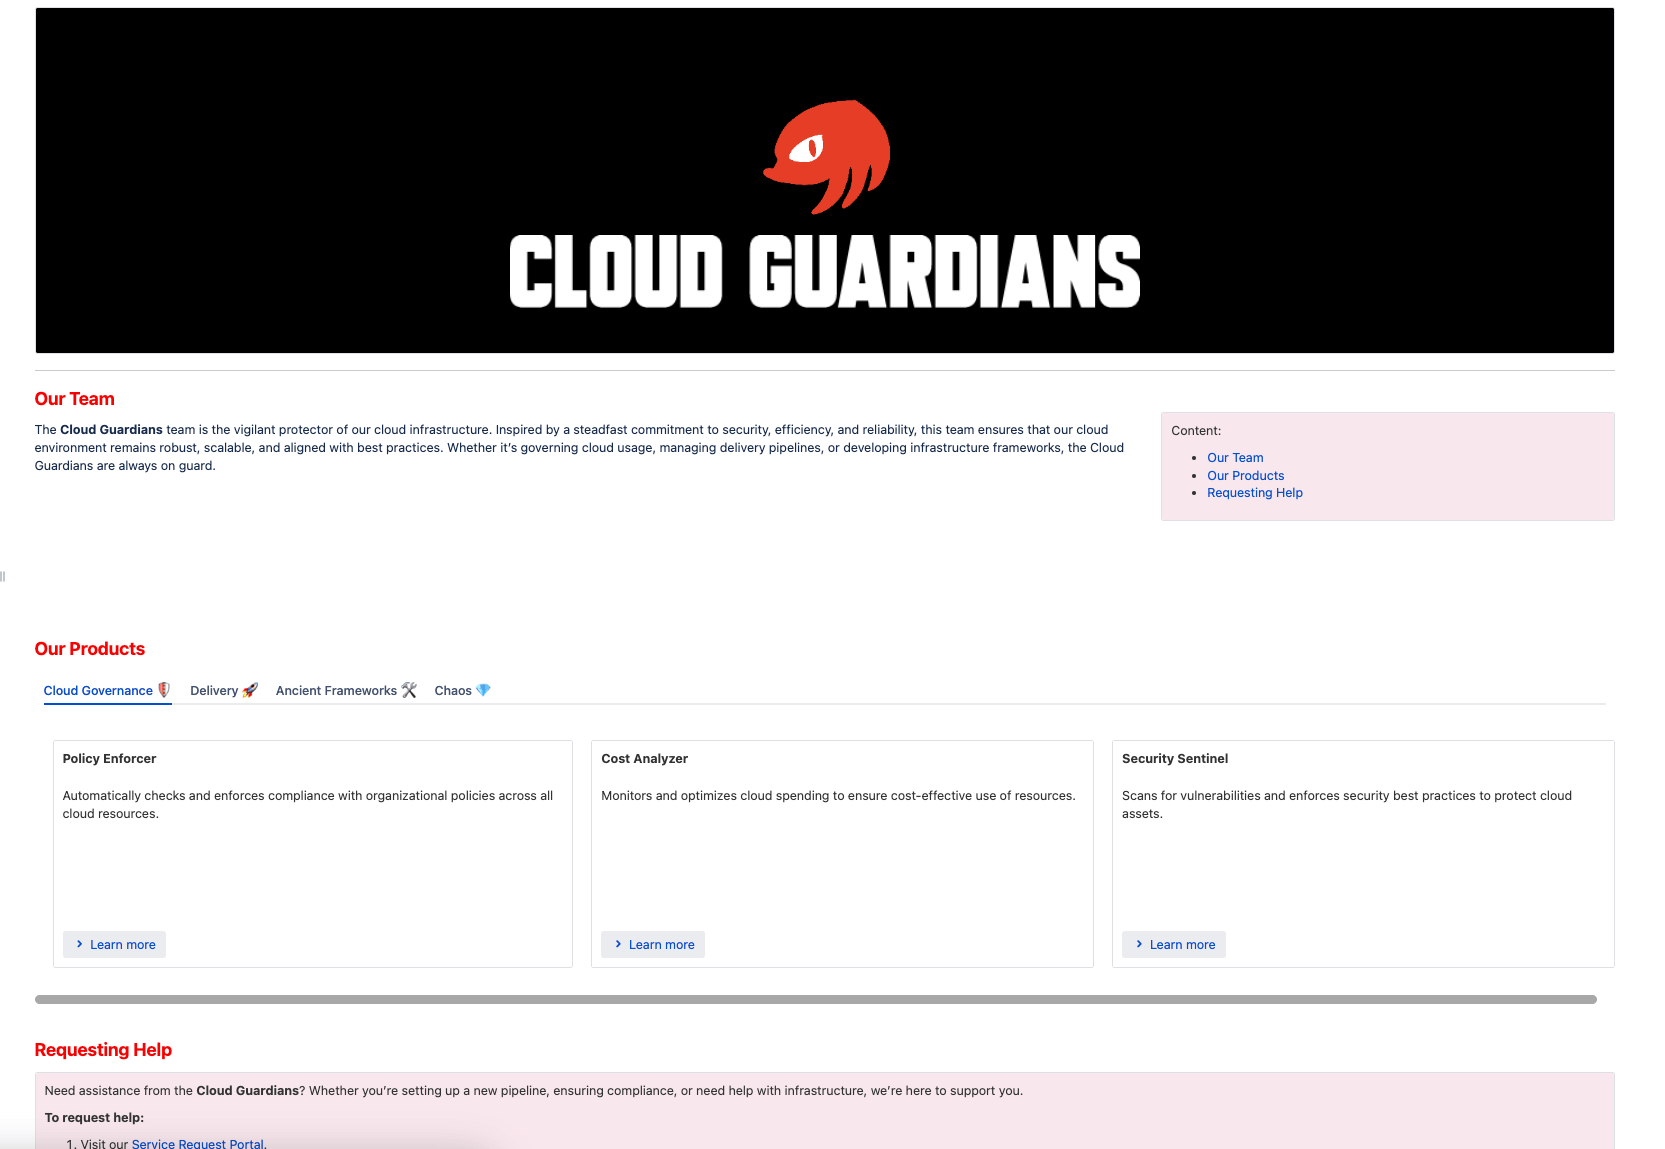 CLOUD GUARDIANS
Our Team
The Cloud Guardians team is the vigilant protector of our cloud infrastructure. Inspired by a steadfast commitment to security, efficiency, and reliability, this team ensures that our cloud
environment remains robust, scalable, and aligned with best practices. Whether it's governing cloud usage, managing delivery pipelines, or developing infrastructure frameworks, the Cloud
Guardians are always on guard.
Content:
• Our Team
• Our Products
• Requesting Help
Our Products
Cloud Governance 🛡️ Delivery 🚀 Ancient Frameworks 🛠️ Chaos 💎
Policy Enforcer
Automatically checks and enforces compliance with organizational policies across all
cloud resources.
Learn more
Cost Analyzer
Monitors and optimizes cloud spending to ensure cost-effective use of resources.
Learn more
Security Sentinel
Scans for vulnerabilities and enforces security best practices to protect cloud
assets.
Learn more
Requesting Help
Need assistance from the Cloud Guardians? Whether you're setting up a new pipeline, ensuring compliance, or need help with infrastructure, we're here to support you.
To request help:
1. Visit our Service Request Portal.